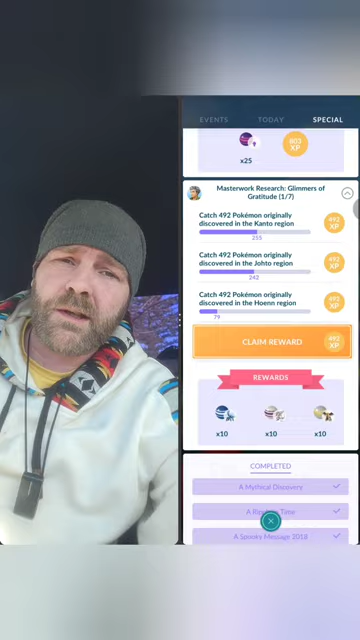 EVENTS TODAY SPECIAL
803
XP
x25
Masterwork Research: Glimmers of
Gratitude (1/7)
Catch 492 Pokémon originally
discovered in the Kanto region
492
XP
255
Catch 492 Pokémon originally
discovered in the Johto region
492
XP
242
Catch 492 Pokémon originally
discovered in the Hoenn region
492
XP
79
CLAIM REWARD
492
XP
REWARDS
x10 x10 x10
COMPLETED
A Mythical Discovery
A Time
A Spooky Message 2018